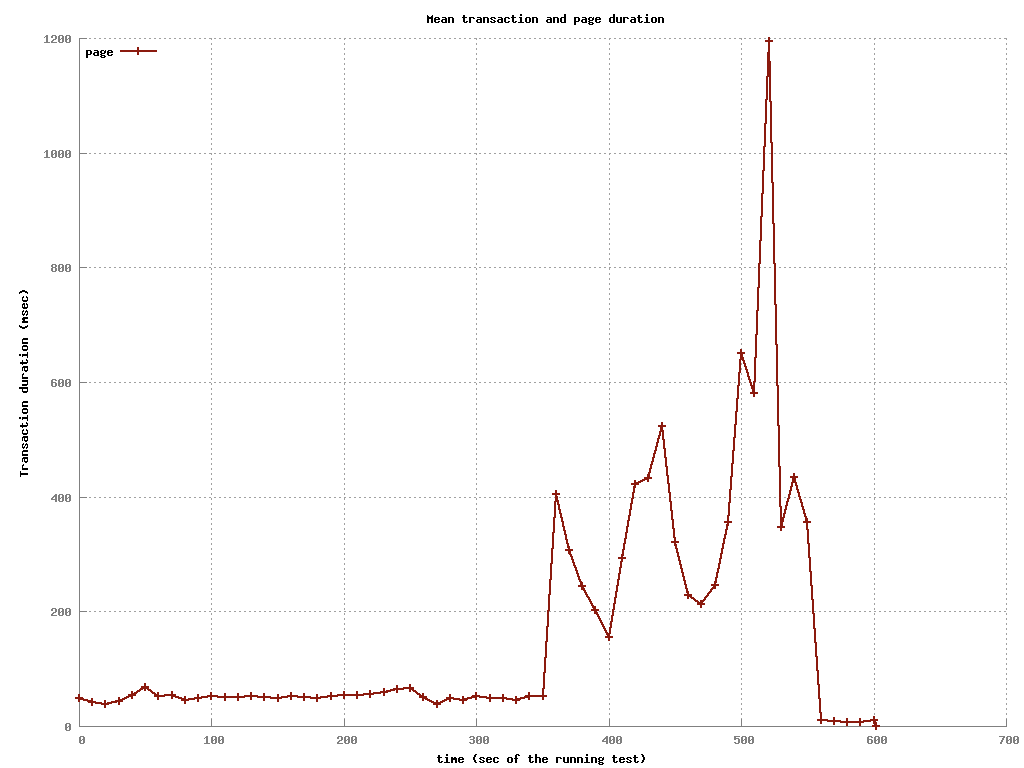 Mean transaction and page duration
page
1200
1000
800
600
400
200
0
Transaction duration (msec)
0 100 200 300 400 500 600 700
time (sec of the running test)